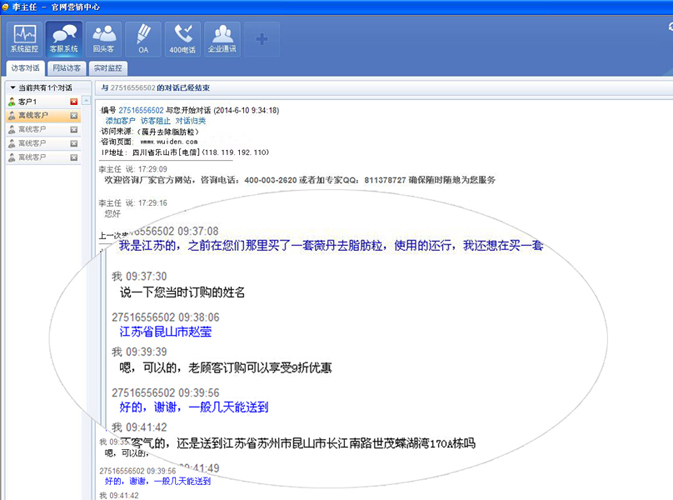 李主任 - 官网营销中心
系统监控 客服系统 回头客 OA 400电话 企业通讯
访客对话 网站访客 实时监控
当前共有1个对话
与 27516556502 的对话已经结束
客户1
离线客户
离线客户
离线客户
离线客户
编号 27516556502 与您开始对话 (2014-6-10 9:34:18)
添加客户 访客阻止 对话归类
访问来源:(薇丹去除脂肪粒)
咨询页面: www.wuiden.com
IP地址: 四川省乐山市[电信](118.119.192.110)
李主任 说: 17:29:09
欢迎咨询厂家官方网站,咨询电话:400-003-2620 或者加专家QQ:811378727 确保随时随地为您服务
李主任 说: 17:29:16
您好
上一次
6556502 09:37:08
我是江苏的,之前在您们那里买了一套薇丹去脂肪粒,使用的还行,我还想在买一套
我 09:37:30
说一下您当时订购的姓名
27516556502 09:38:06
江苏省昆山市赵莹
我 09:39:39
嗯,可以的,老顾客订购可以享受9折优惠
27516556502 09:39:56
好的,谢谢,一般几天能送到
我 09:41:42
不客气的,还是送到江苏省苏州市昆山市长江南路世茂蝶湖湾170A栋吗
嗯,可以的,
09:41:49
27516556502 09:39:56
好的,谢谢,一般几天能送到
我 09:41:42